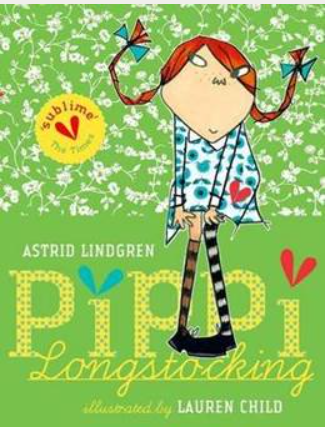 'sublime'
The Times
ASTRID LINDGREN
Pippi
Longstocking
illustrated by LAUREN CHILD